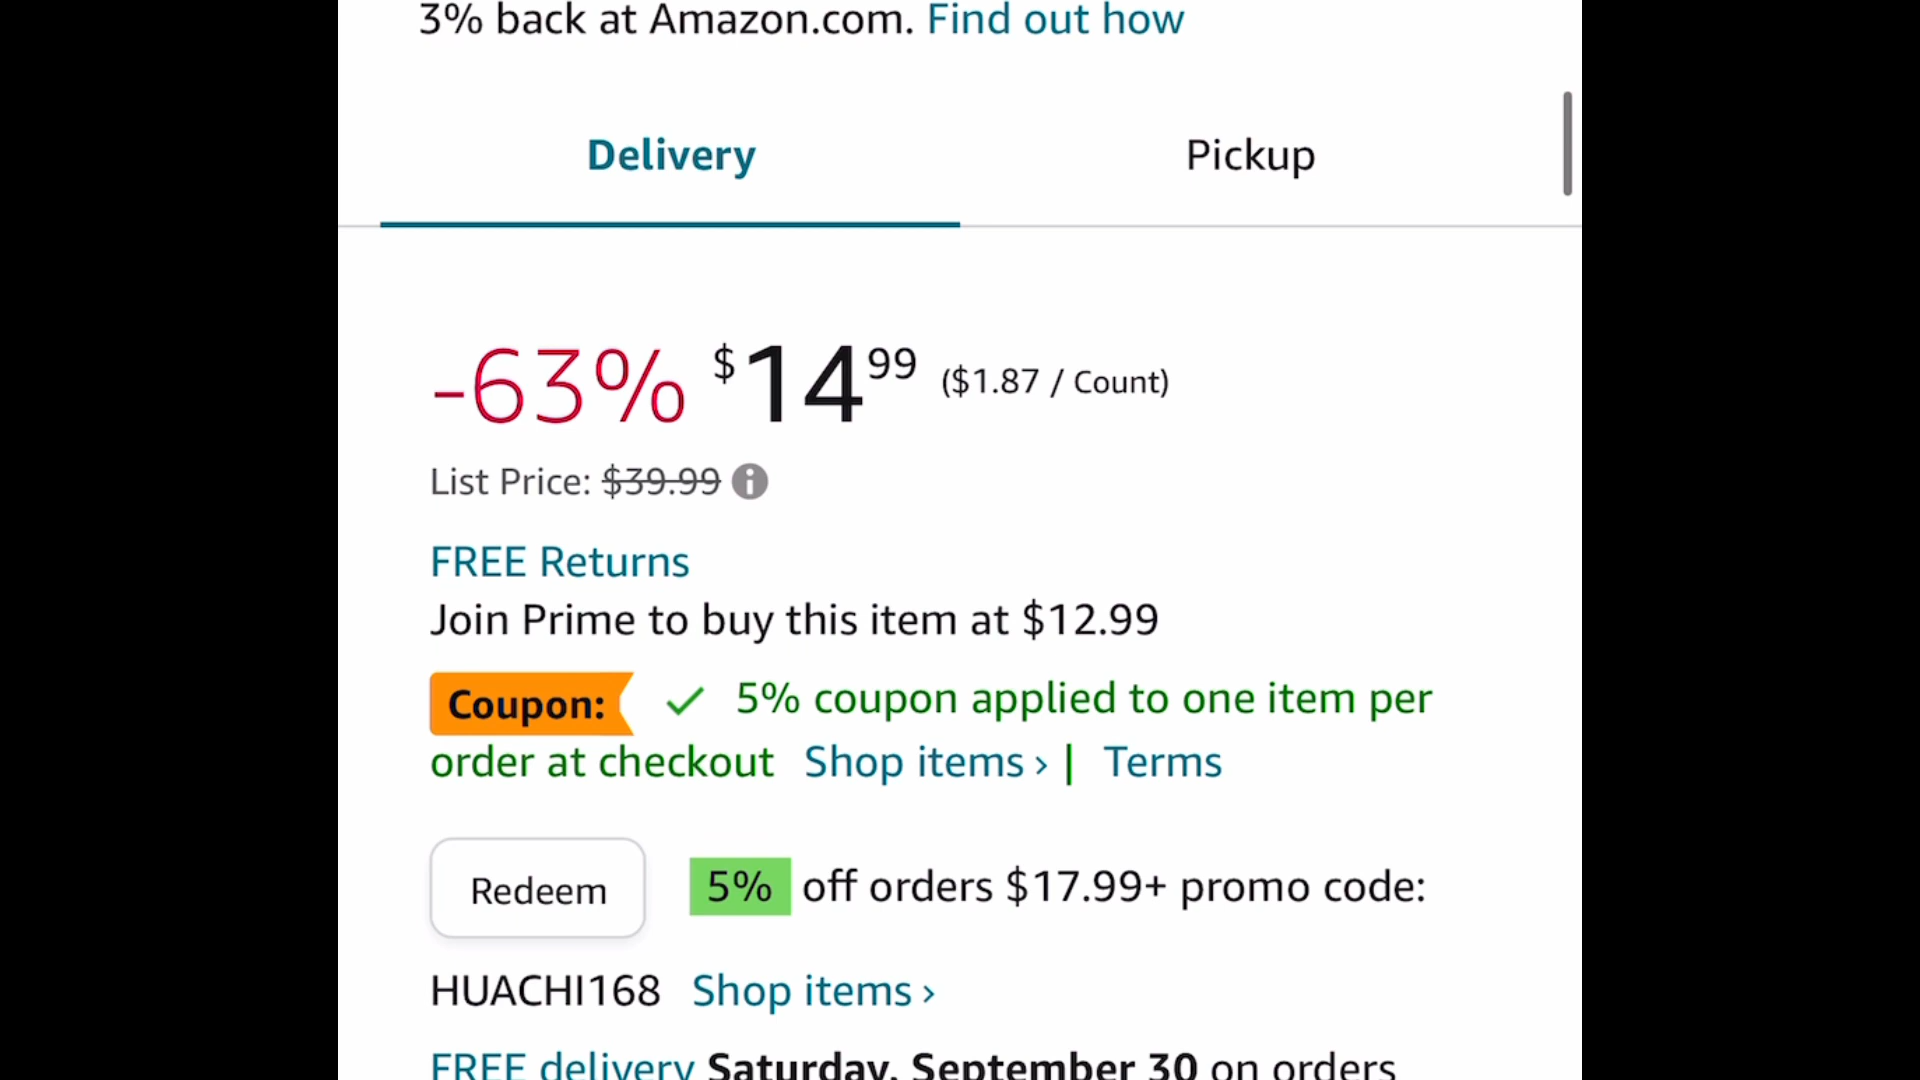 3% back at Amazon.com. Find out how
Delivery
Pickup
-63% $1499 ($1.87 / Count)
List Price: $39.99
FREE Returns
Join Prime to buy this item at $12.99
Coupon: 5% coupon applied to one item per
order at checkout Shop items › | Terms
Redeem 5% off orders $17.99+ promo code:
HUACHI168 Shop items ›
FREE delivery Saturday, September 30 on orders